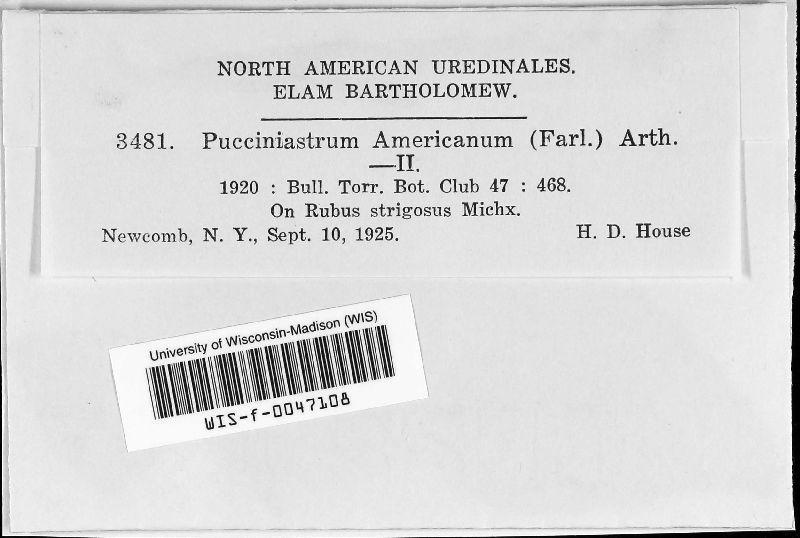 NORTH AMERICAN UREDINALES.
ELAM BARTHOLOMEW.
3481. Pucciniastrum Americanum (Farl.) Arth.
—II.
1920 : Bull. Torr. Bot. Club 47 : 468.
On Rubus strigosus Michx.
Newcomb, N. Y., Sept. 10, 1925. H. D. House
University of Wisconsin-Madison (WIS)
WIS-f-0047108